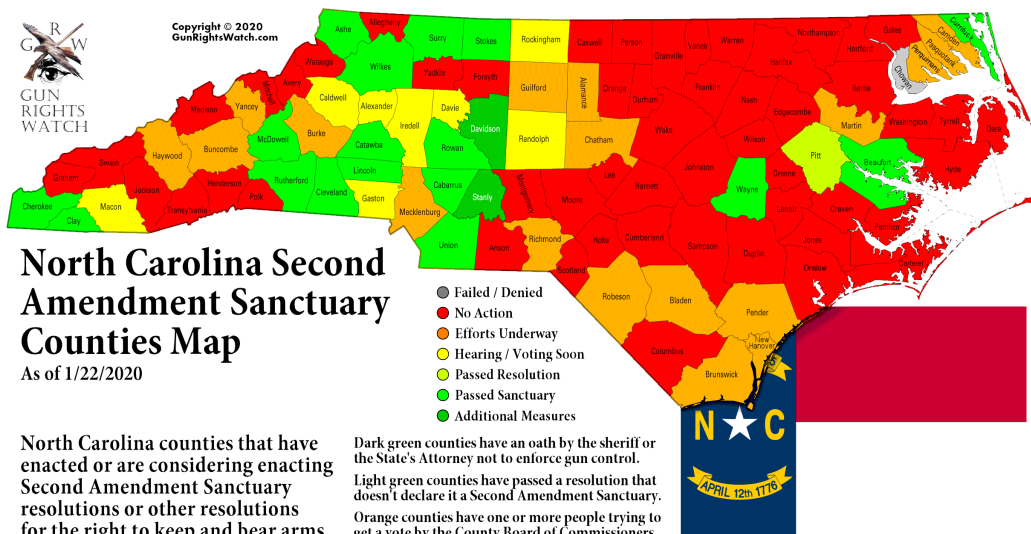 G R W
GUN
RIGHTS
WATCH
Copyright © 2020
GunRightsWatch.com
Ashe
Alleghany
Surry
Stokes
Rockingham
Caswell
Person
Granville
Vance
Warren
Northampton
Gates
Camden
Currituck
Pasquotank
Perquimans
Chowan
Hertford
Halifax
Bertie
Watauga
Wilkes
Yadkin
Forsyth
Guilford
Alamance
Orange
Durham
Franklin
Nash
Edgecombe
Martin
Washington
Tyrrell
Dare
Avery
Mitchell
Caldwell
Alexander
Iredell
Davie
Davidson
Randolph
Chatham
Wake
Wilson
Pitt
Beaufort
Hyde
Madison
Yancey
McDowell
Burke
Catawba
Rowan
Johnston
Greene
Wayne
Lenoir
Craven
Pamlico
Haywood
Buncombe
Rutherford
Cleveland
Lincoln
Gaston
Cabarrus
Stanly
Montgomery
Moore
Lee
Harnett
Swain
Graham
Jackson
Henderson
Polk
Transylvania
Cherokee
Clay
Macon
Mecklenburg
Union
Anson
Richmond
Hoke
Cumberland
Sampson
Duplin
Jones
Onslow
Carteret
Scotland
Robeson
Bladen
Pender
New
Hanover
Columbus
Brunswick
North Carolina Second
Amendment Sanctuary
Counties Map
As of 1/22/2020
Failed / Denied
No Action
Efforts Underway
Hearing / Voting Soon
Passed Resolution
Passed Sanctuary
Additional Measures
North Carolina counties that have
enacted or are considering enacting
Second Amendment Sanctuary
resolutions or other resolutions
for the right to keep and bear arms
Dark green counties have an oath by the sheriff or
the State's Attorney not to enforce gun control.
Light green counties have passed a resolution that
doesn't declare it a Second Amendment Sanctuary.
Orange counties have one or more people trying to
get a vote by the County Board of Commissioners
N C
APRIL 12th 1776